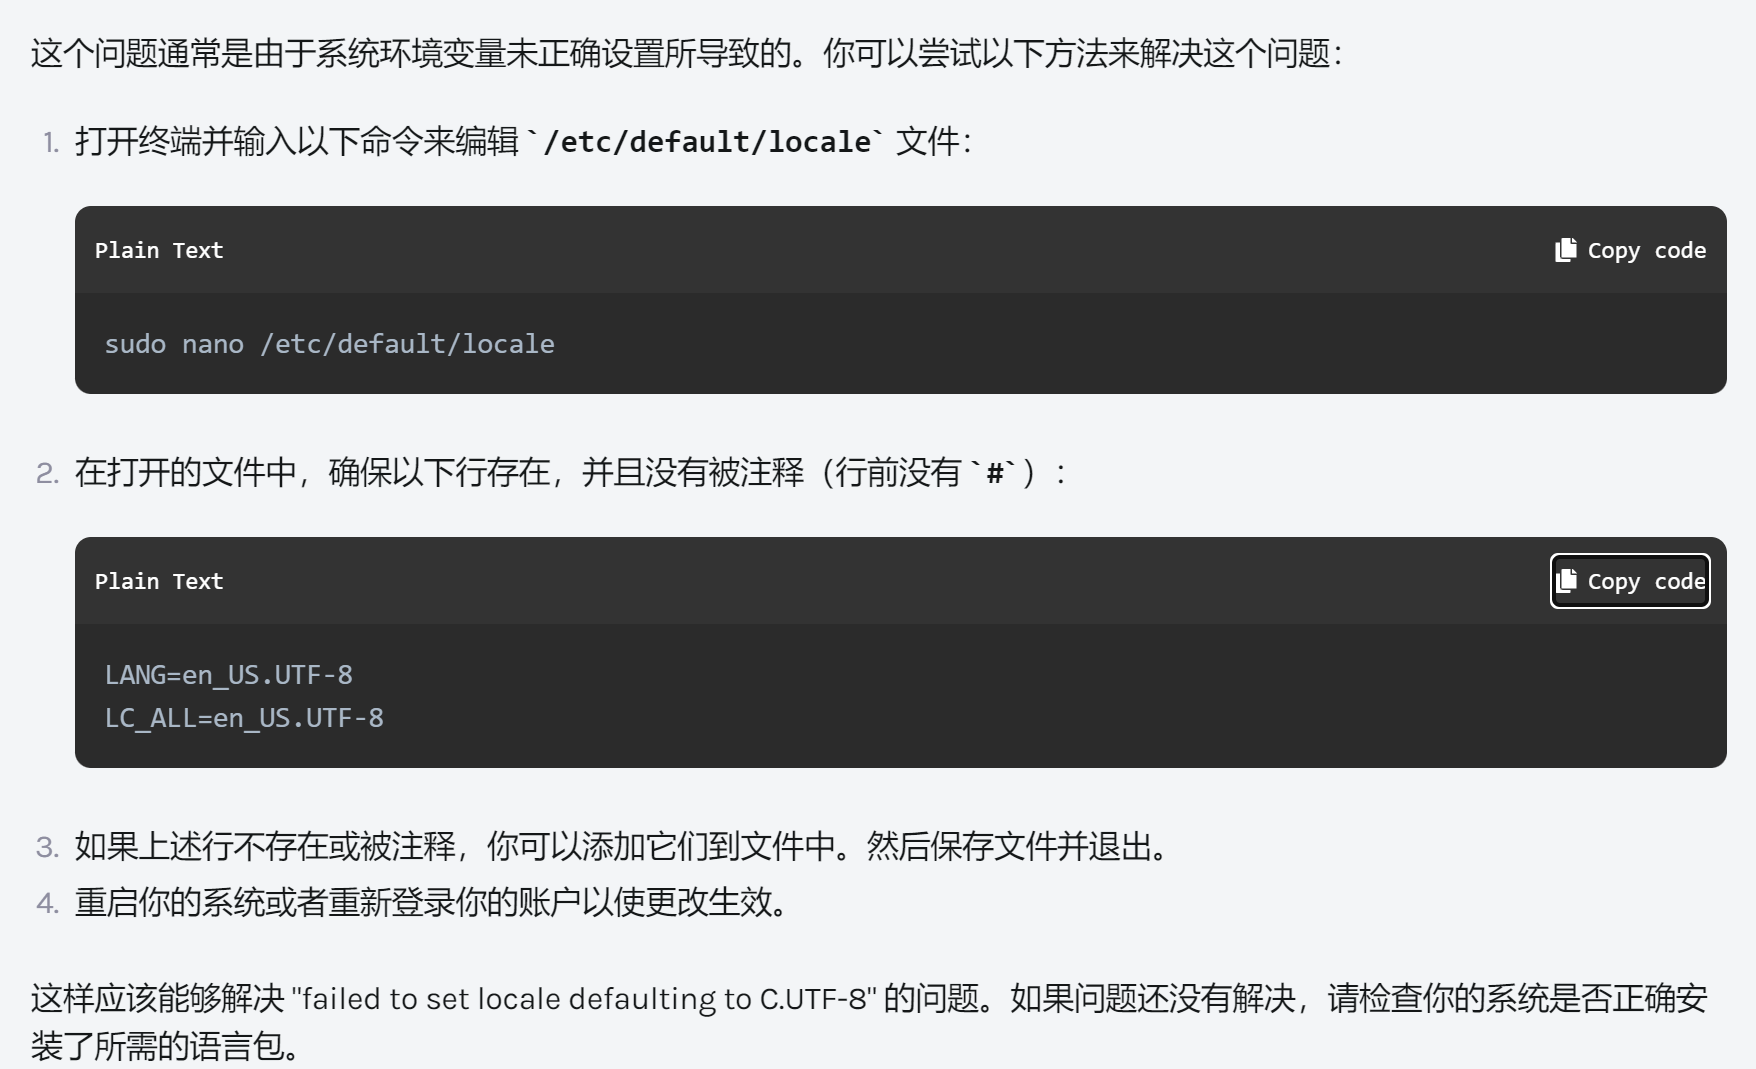 这个问题通常是由于系统环境变量未正确设置所导致的。你可以尝试以下方法来解决这个问题：
1. 打开终端并输入以下命令来编辑 `/etc/default/locale` 文件：
Plain Text
Copy code
sudo nano /etc/default/locale
2. 在打开的文件中，确保以下行存在，并且没有被注释（行前没有 `#`）：
Plain Text
Copy code
LANG=en_US.UTF-8
LC_ALL=en_US.UTF-8
3. 如果上述行不存在或被注释，你可以添加它们到文件中。然后保存文件并退出。
4. 重启你的系统或者重新登录你的账户以使更改生效。
这样应该能够解决 "failed to set locale defaulting to C.UTF-8" 的问题。如果问题还没有解决，请检查你的系统是否正确安
装了所需的语言包。